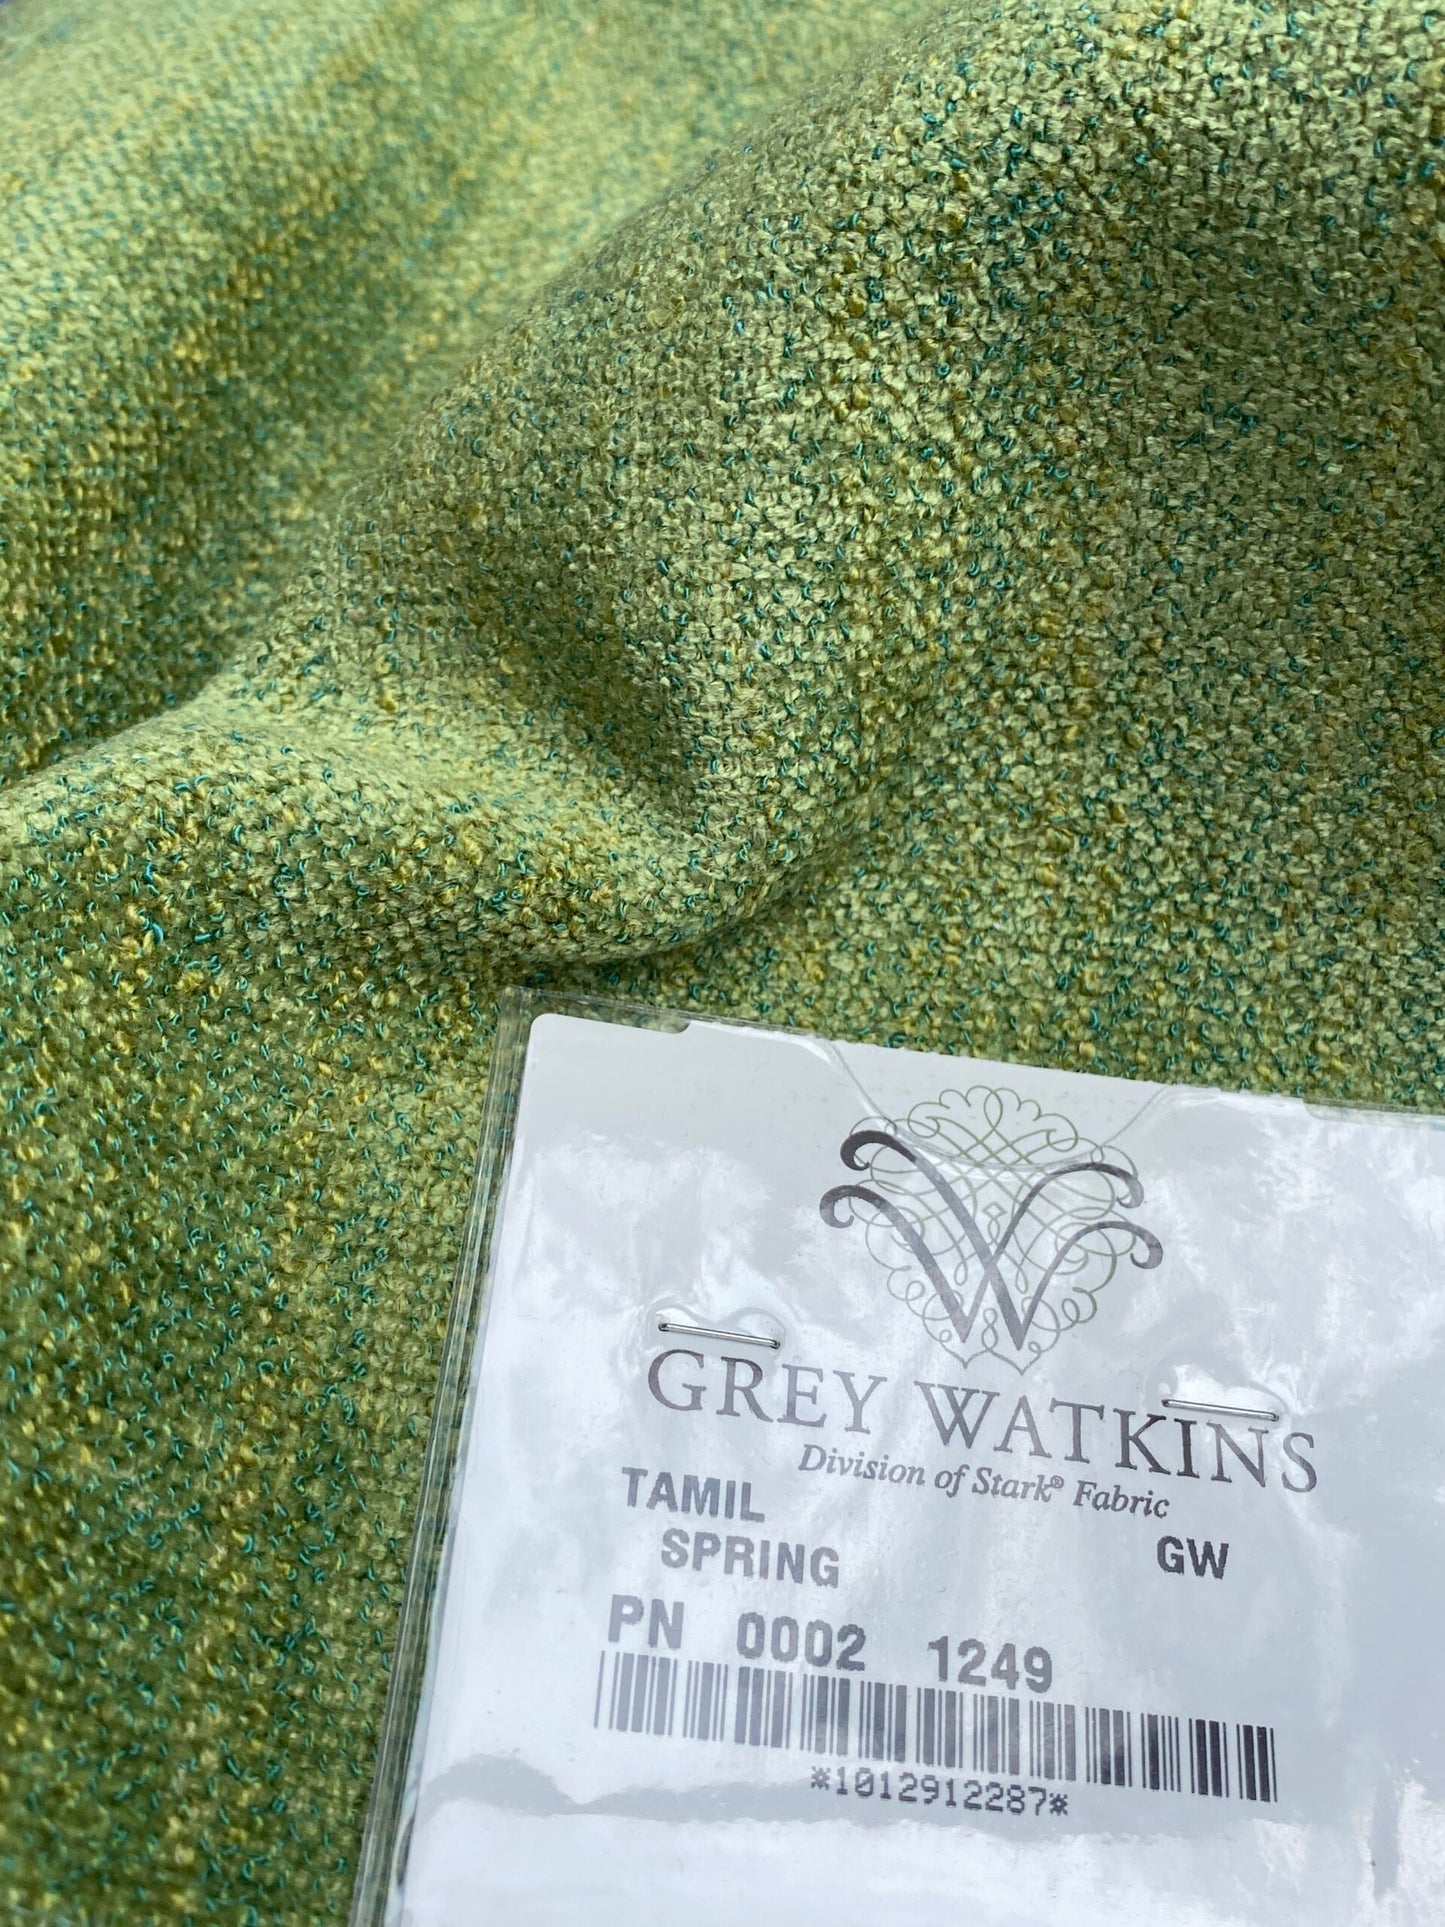 W
GREY WATKINS
Division of Stark® Fabric
TAMIL
SPRING GW
PN 0002 1249
*1012912287*